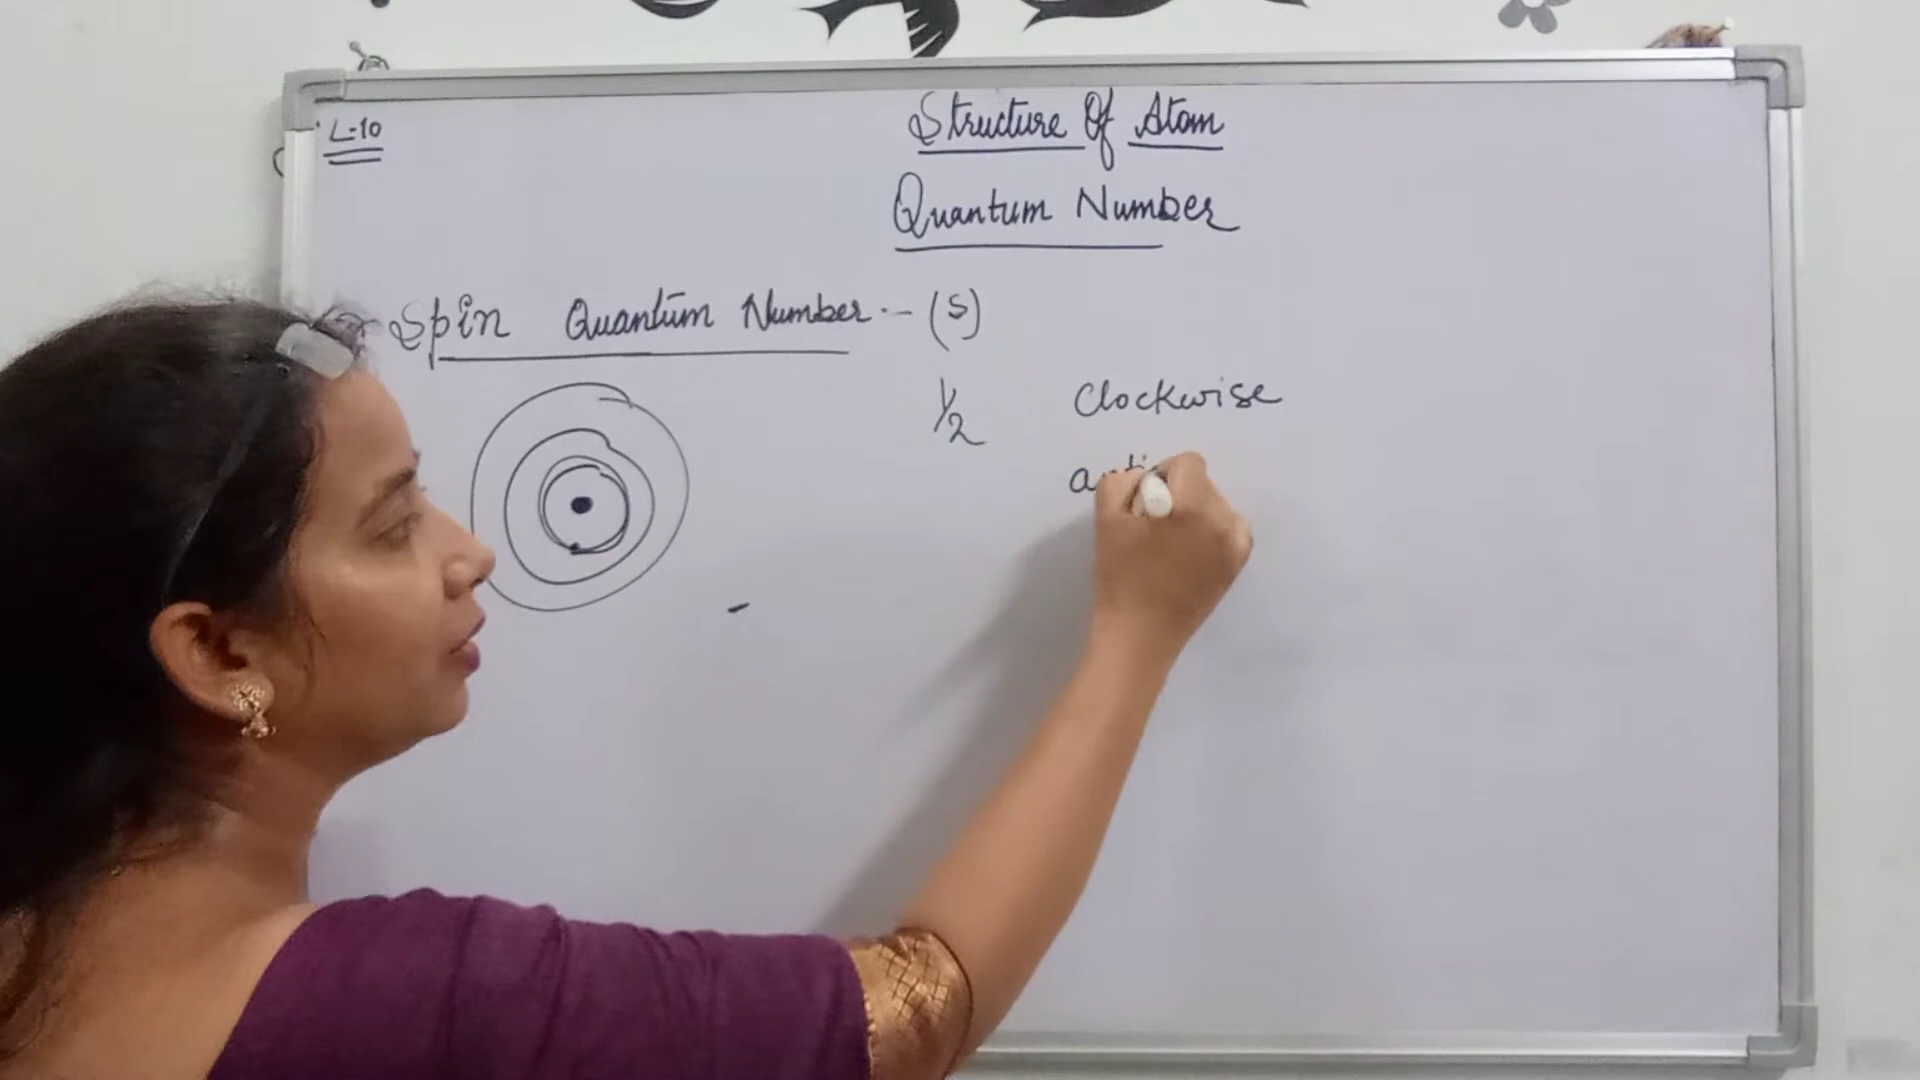 L-10
Structure Of Atom
Quantum Number
Spin Quantum Number :- (S)
1/2 Clockwise